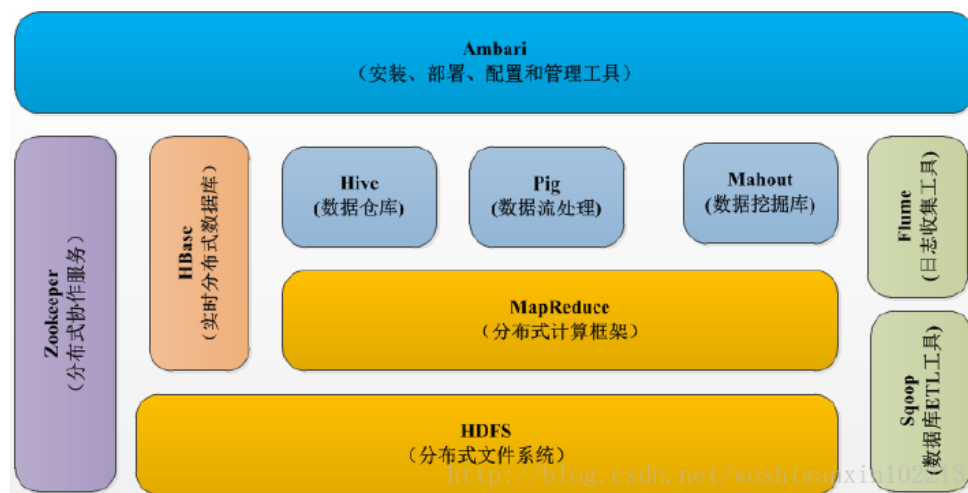 Ambari
（安装、部署、配置和管理工具）
Zookeeper
（分布式协作服务）
HBase
（实时分布式数据库）
Hive
(数据仓库)
Pig
(数据流处理)
Mahout
(数据挖掘库)
Flume
(日志收集工具)
MapReduce
（分布式计算框架）
Sqoop
(数据库ETL工具)
HDFS
（分布式文件系统）